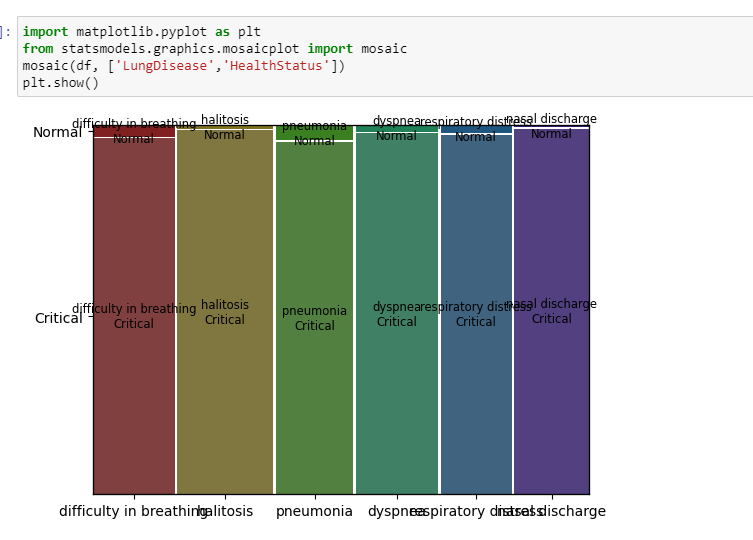 ]: import matplotlib.pyplot as plt
from statsmodels.graphics.mosaicplot import mosaic
mosaic(df, ['LungDisease','HealthStatus'])
plt.show()
Normal
difficulty in breathing
Normal
halitosis
Normal
pneumonia
Normal
dyspnea
Normal
respiratory distress
Normal
nasal discharge
Normal
Critical
difficulty in breathing
Critical
halitosis
Critical
pneumonia
Critical
dyspnea
Critical
respiratory distress
Critical
nasal discharge
Critical
difficulty in breathing halitosis pneumonia dyspnea respiratory distress nasal discharge